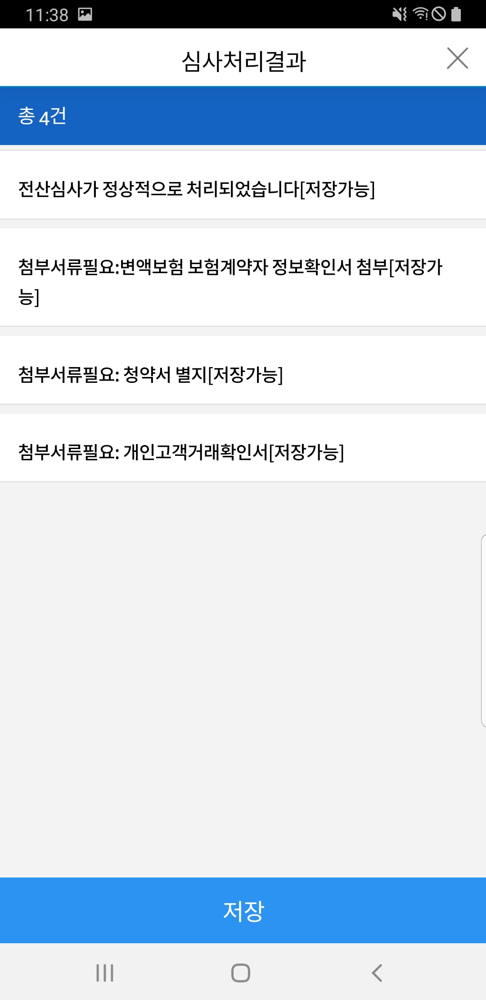 11:38
심사처리결과
총 4건
전산심사가 정상적으로 처리되었습니다[저장가능]
첨부서류필요:변액보험 보험계약자 정보확인서 첨부[저장가
능]
첨부서류필요: 청약서 별지[저장가능]
첨부서류필요: 개인고객거래확인서[저장가능]
저장